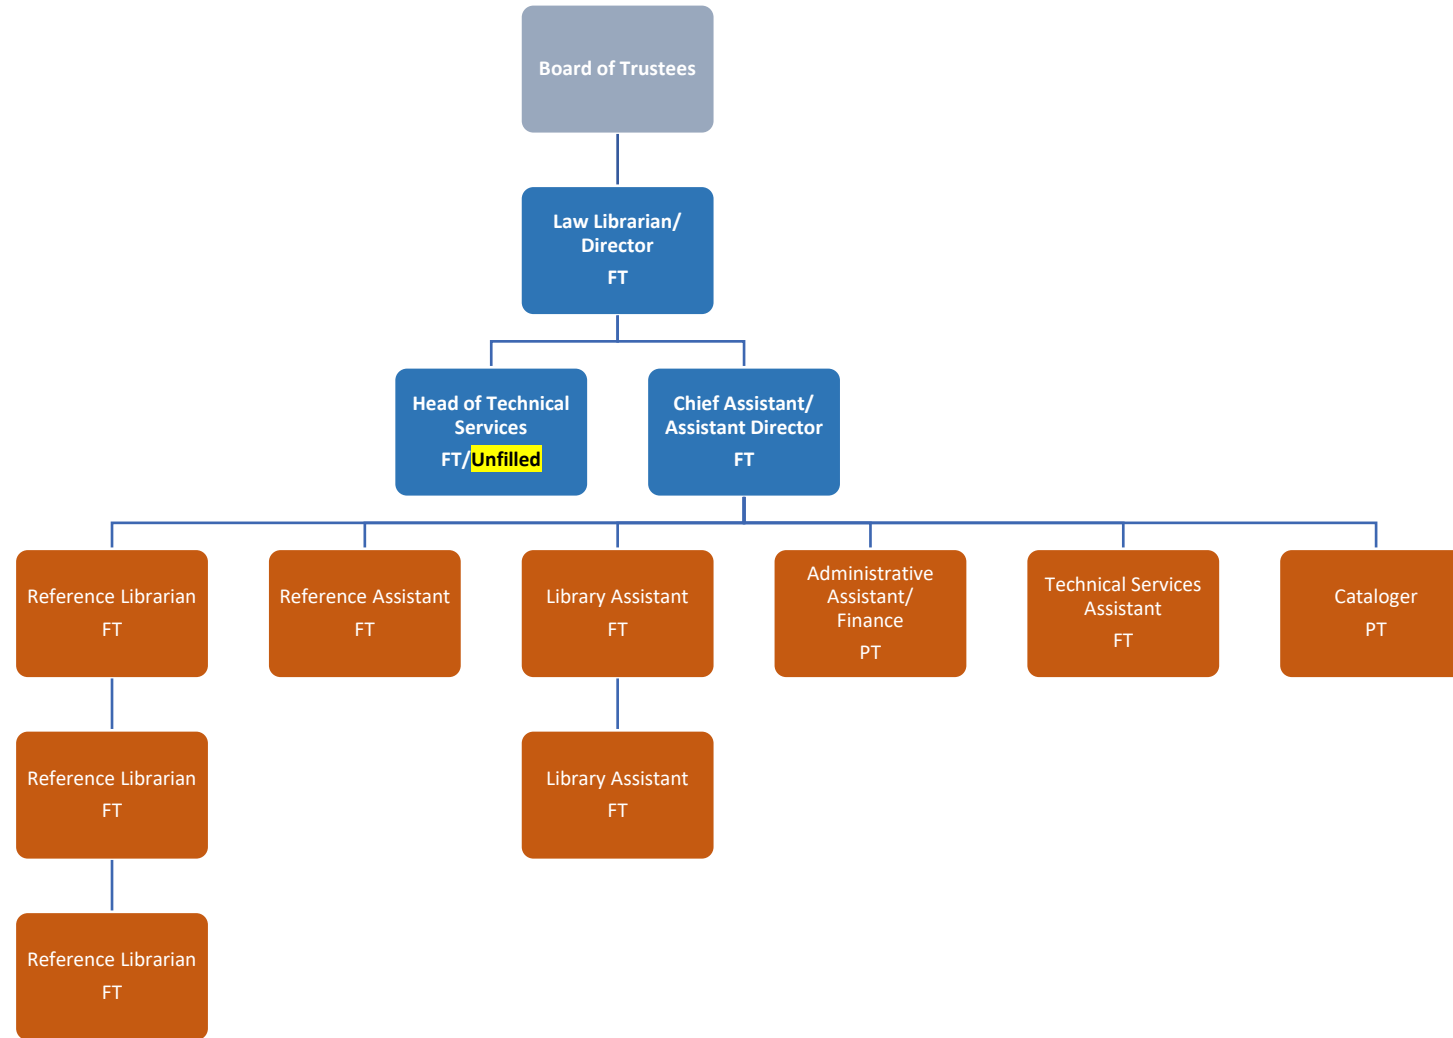 Board of Trustees
Law Librarian/
Director
FT
Head of Technical
Services
FT/Unfilled
Chief Assistant/
Assistant Director
FT
Reference Librarian
FT
Reference Assistant
FT
Library Assistant
FT
Administrative
Assistant/
Finance
PT
Technical Services
Assistant
FT
Cataloger
PT
Reference Librarian
FT
Library Assistant
FT
Reference Librarian
FT